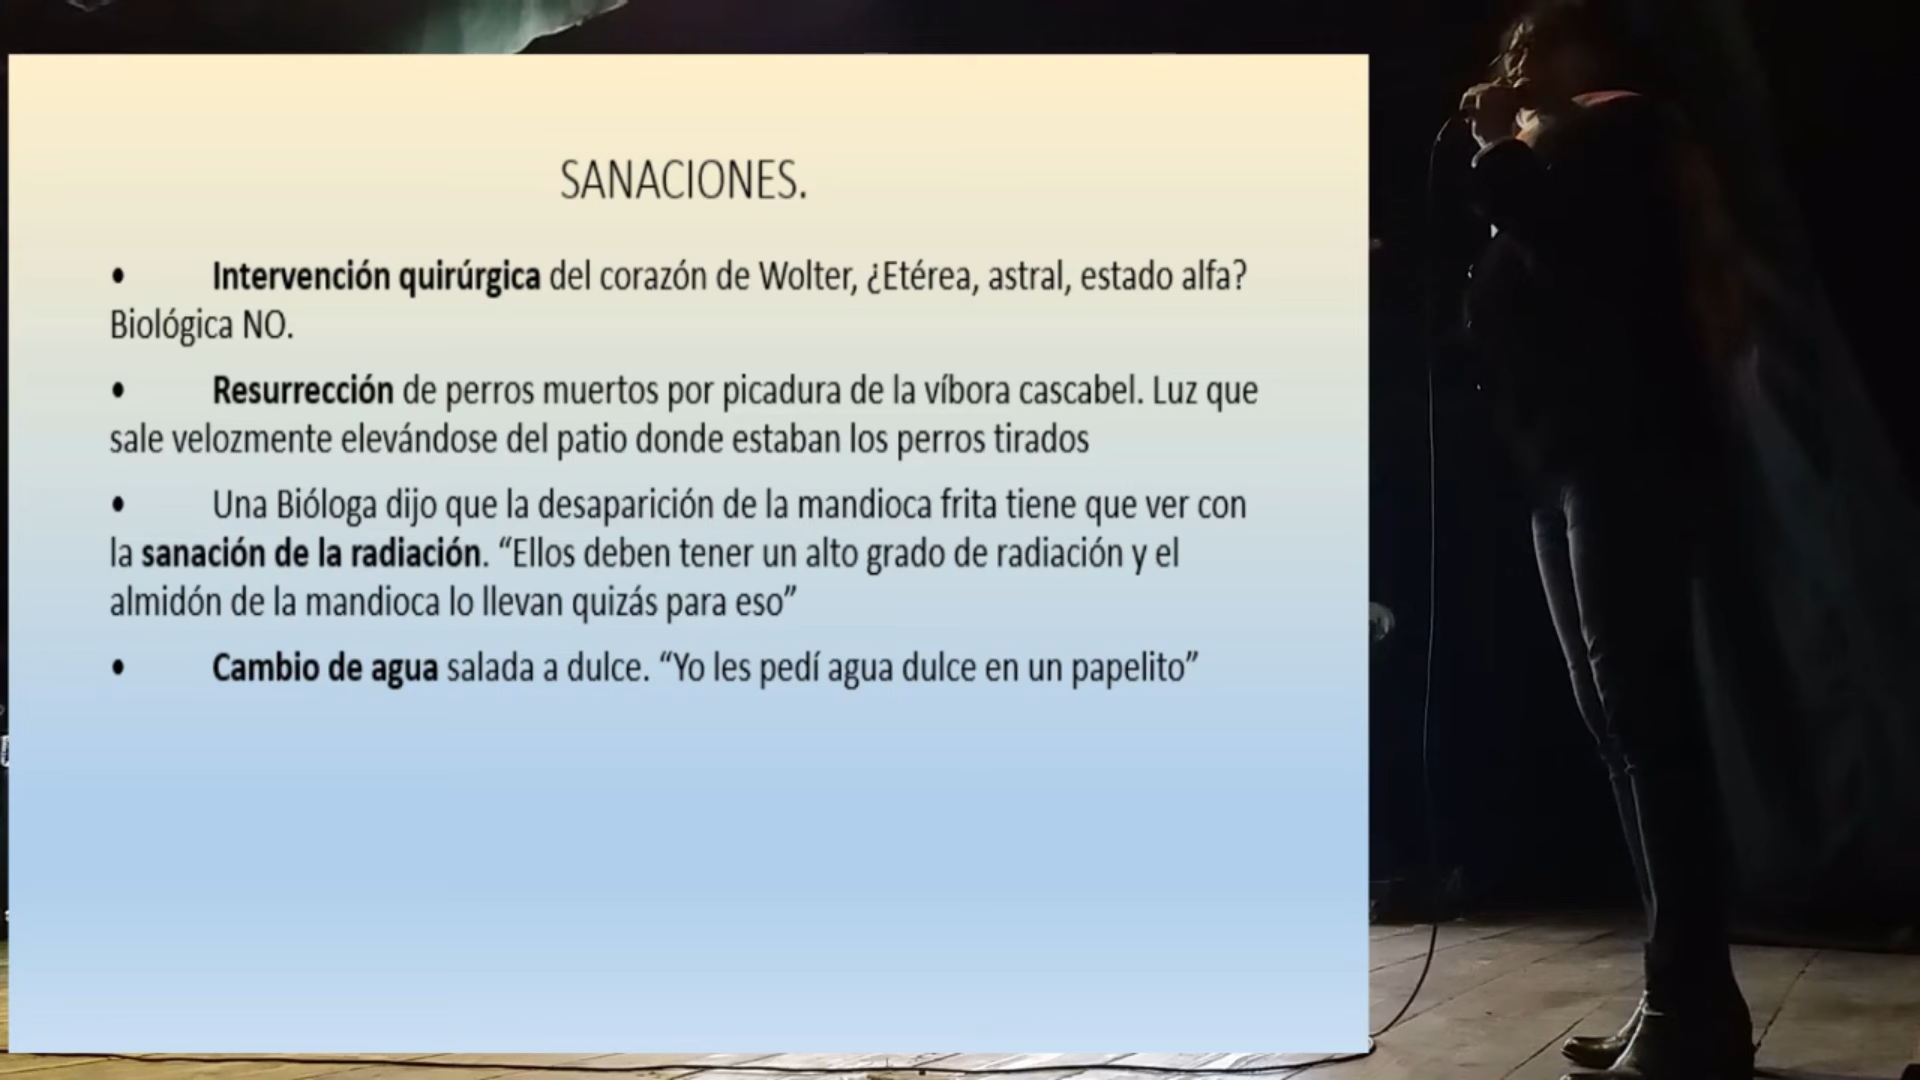 SANACIONES.
• Intervención quirúrgica del corazón de Wolter, ¿Etérea, astral, estado alfa?
Biológica NO.
• Resurrección de perros muertos por picadura de la víbora cascabel. Luz que
sale velozmente elevándose del patio donde estaban los perros tirados
• Una Bióloga dijo que la desaparición de la mandioca frita tiene que ver con
la sanación de la radiación. “Ellos deben tener un alto grado de radiación y el
almidón de la mandioca lo llevan quizás para eso”
• Cambio de agua salada a dulce. “Yo les pedí agua dulce en un papelito”